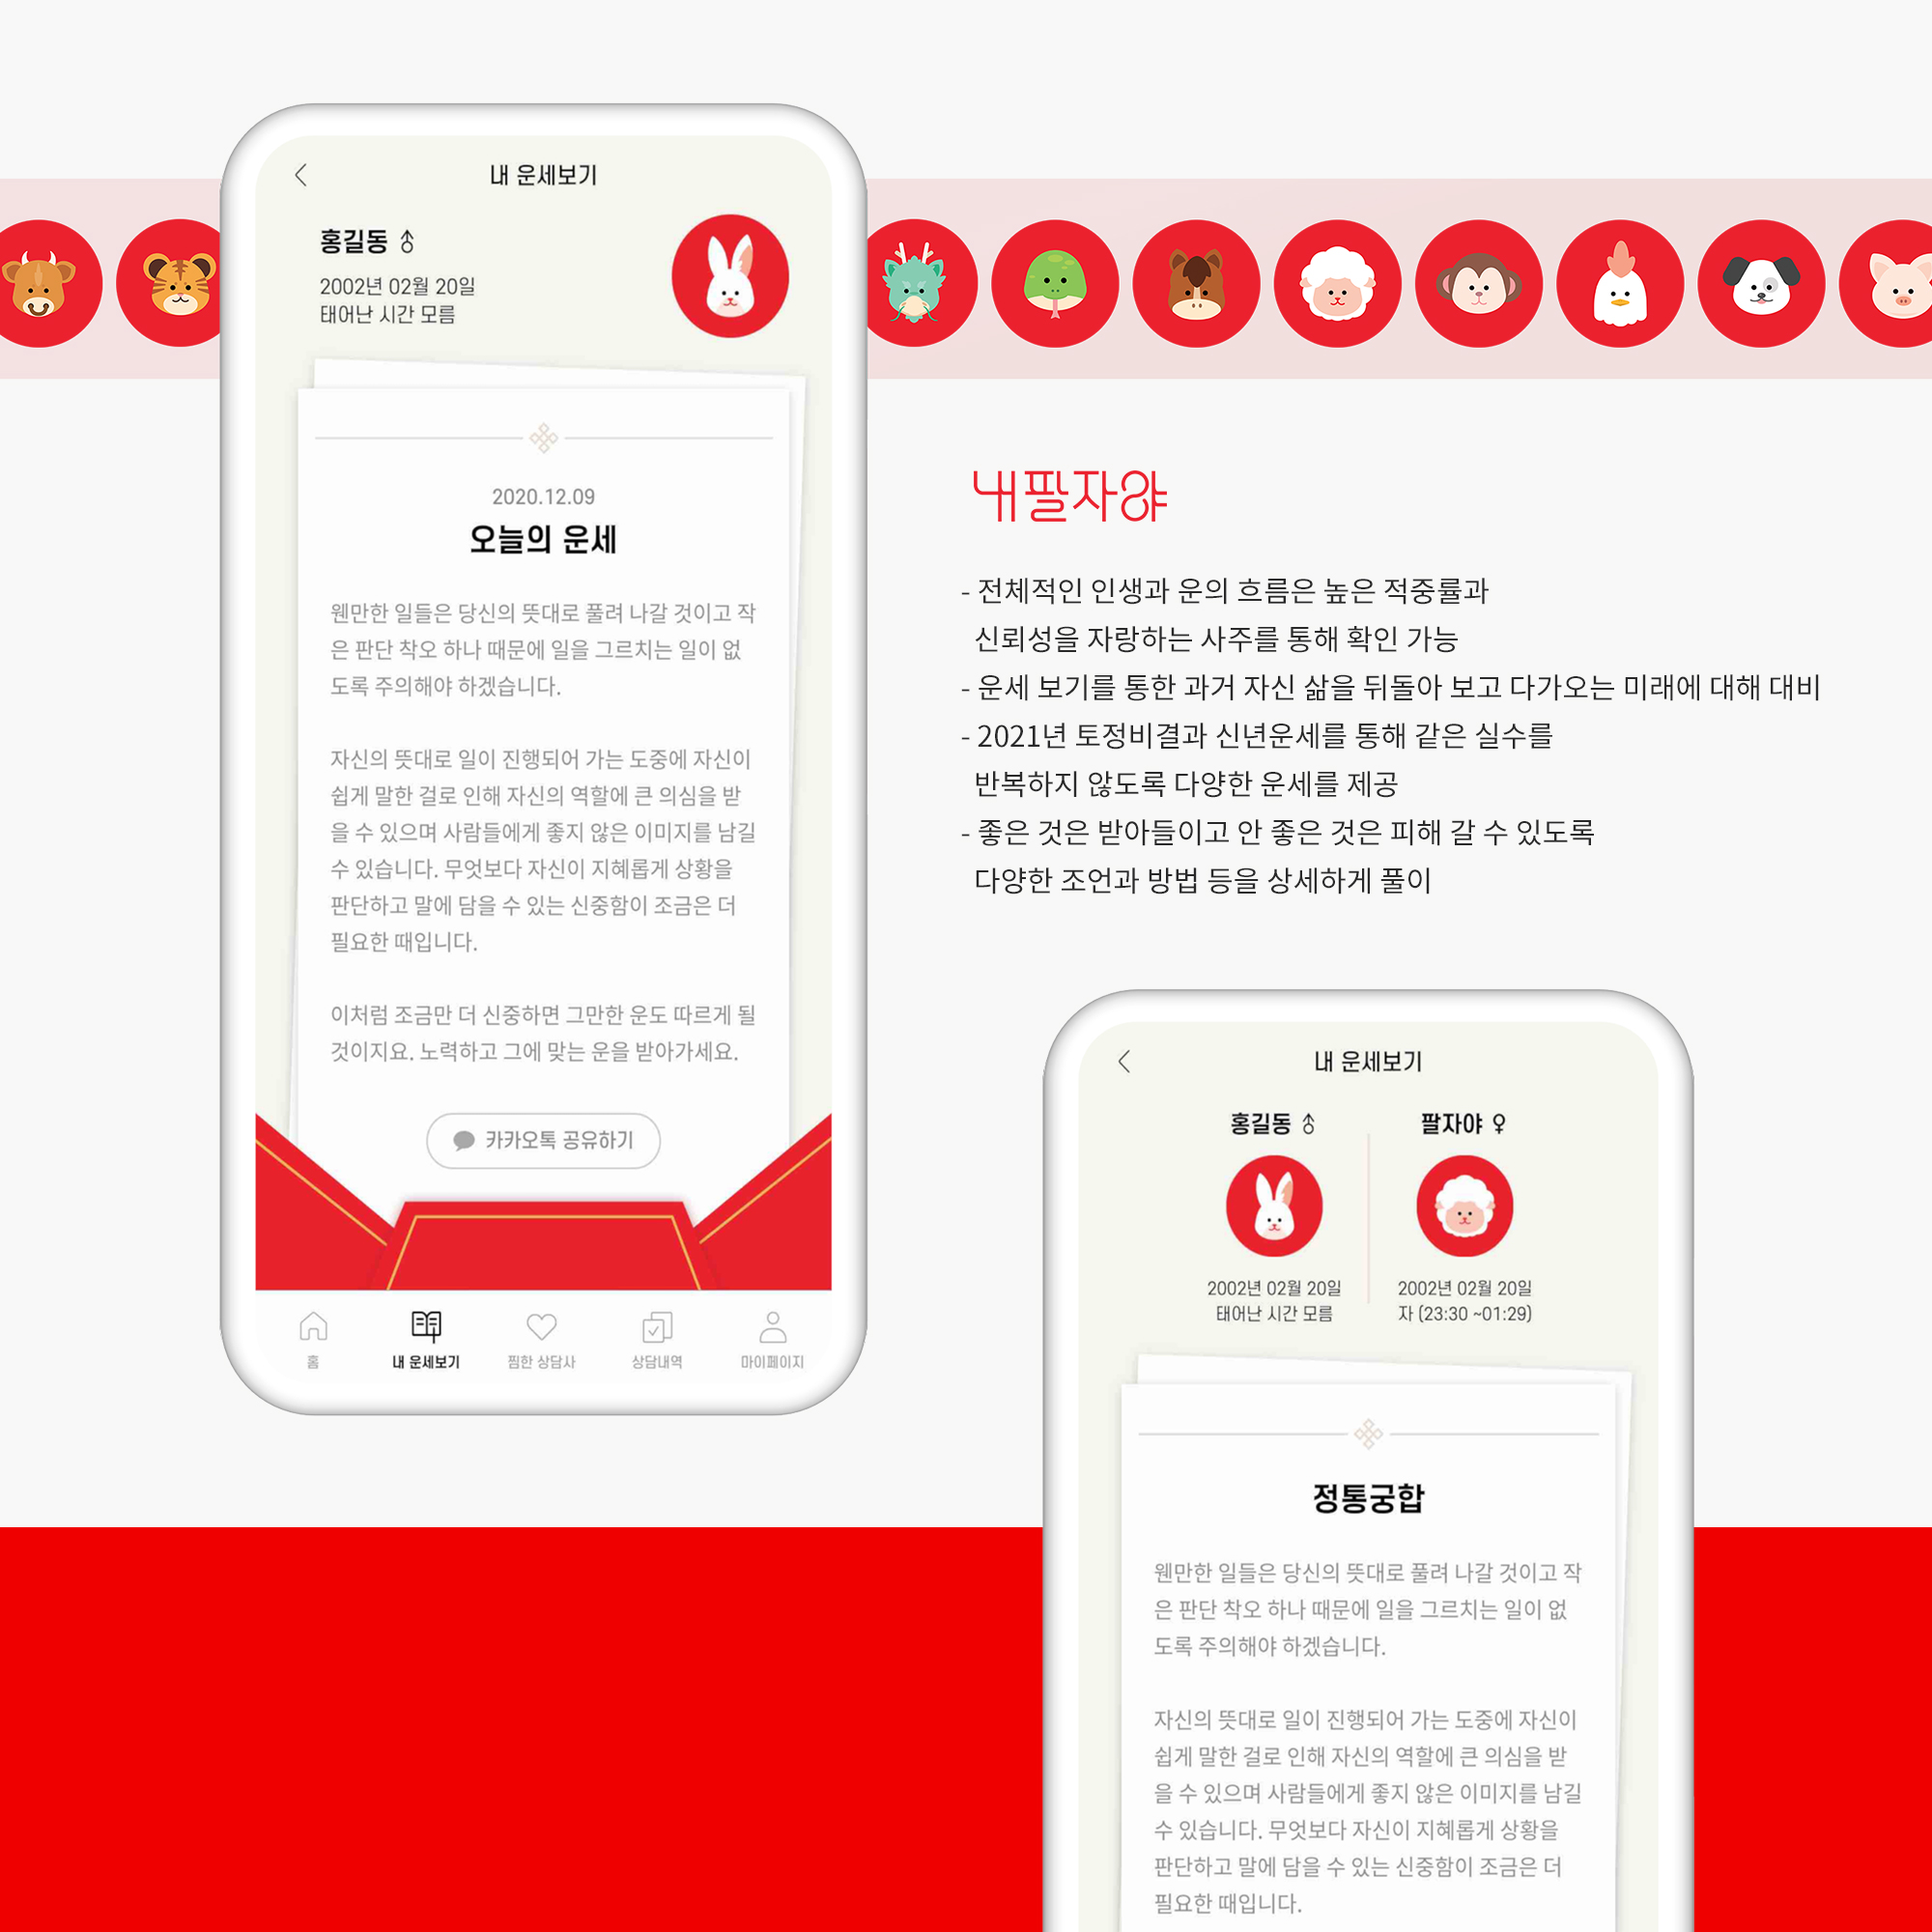 내 운세보기
홍길동
2002년 02월 20일
태어난 시간 모름
2020.12.09
오늘의 운세
웬만한 일들은 당신의 뜻대로 풀려 나갈 것이고 작
은 판단 착오 하나 때문에 일을 그르치는 일이 없
도록 주의해야 하겠습니다.
자신의 뜻대로 일이 진행되어 가는 도중에 자신이
쉽게 말한 걸로 인해 자신의 역할에 큰 의심을 받
을 수 있으며 사람들에게 좋지 않은 이미지를 남길
수 있습니다. 무엇보다 자신이 지혜롭게 상황을
판단하고 말에 담을 수 있는 신중함이 조금은 더
필요한 때입니다.
이처럼 조금만 더 신중하면 그만한 운도 따르게 될
것이지요. 노력하고 그에 맞는 운을 받아가세요.
카카오톡 공유하기
홈
내 운세보기
찜한 상담사
상담내역
마이페이지
내팔자야
- 전체적인 인생과 운의 흐름은 높은 적중률과
신뢰성을 자랑하는 사주를 통해 확인 가능
- 운세 보기를 통한 과거 자신 삶을 뒤돌아 보고 다가오는 미래에 대해 대비
- 2021년 토정비결과 신년운세를 통해 같은 실수를
반복하지 않도록 다양한 운세를 제공
- 좋은 것은 받아들이고 안 좋은 것은 피해 갈 수 있도록
다양한 조언과 방법 등을 상세하게 풀이
내 운세보기
홍길동
2002년 02월 20일
태어난 시간 모름
팔자야
2002년 02월 20일
자 (23:30 ~01:29)
정통궁합
웬만한 일들은 당신의 뜻대로 풀려 나갈 것이고 작
은 판단 착오 하나 때문에 일을 그르치는 일이 없
도록 주의해야 하겠습니다.
자신의 뜻대로 일이 진행되어 가는 도중에 자신이
쉽게 말한 걸로 인해 자신의 역할에 큰 의심을 받
을 수 있으며 사람들에게 좋지 않은 이미지를 남길
수 있습니다. 무엇보다 자신이 지혜롭게 상황을
판단하고 말에 담을 수 있는 신중함이 조금은 더
필요한 때입니다.